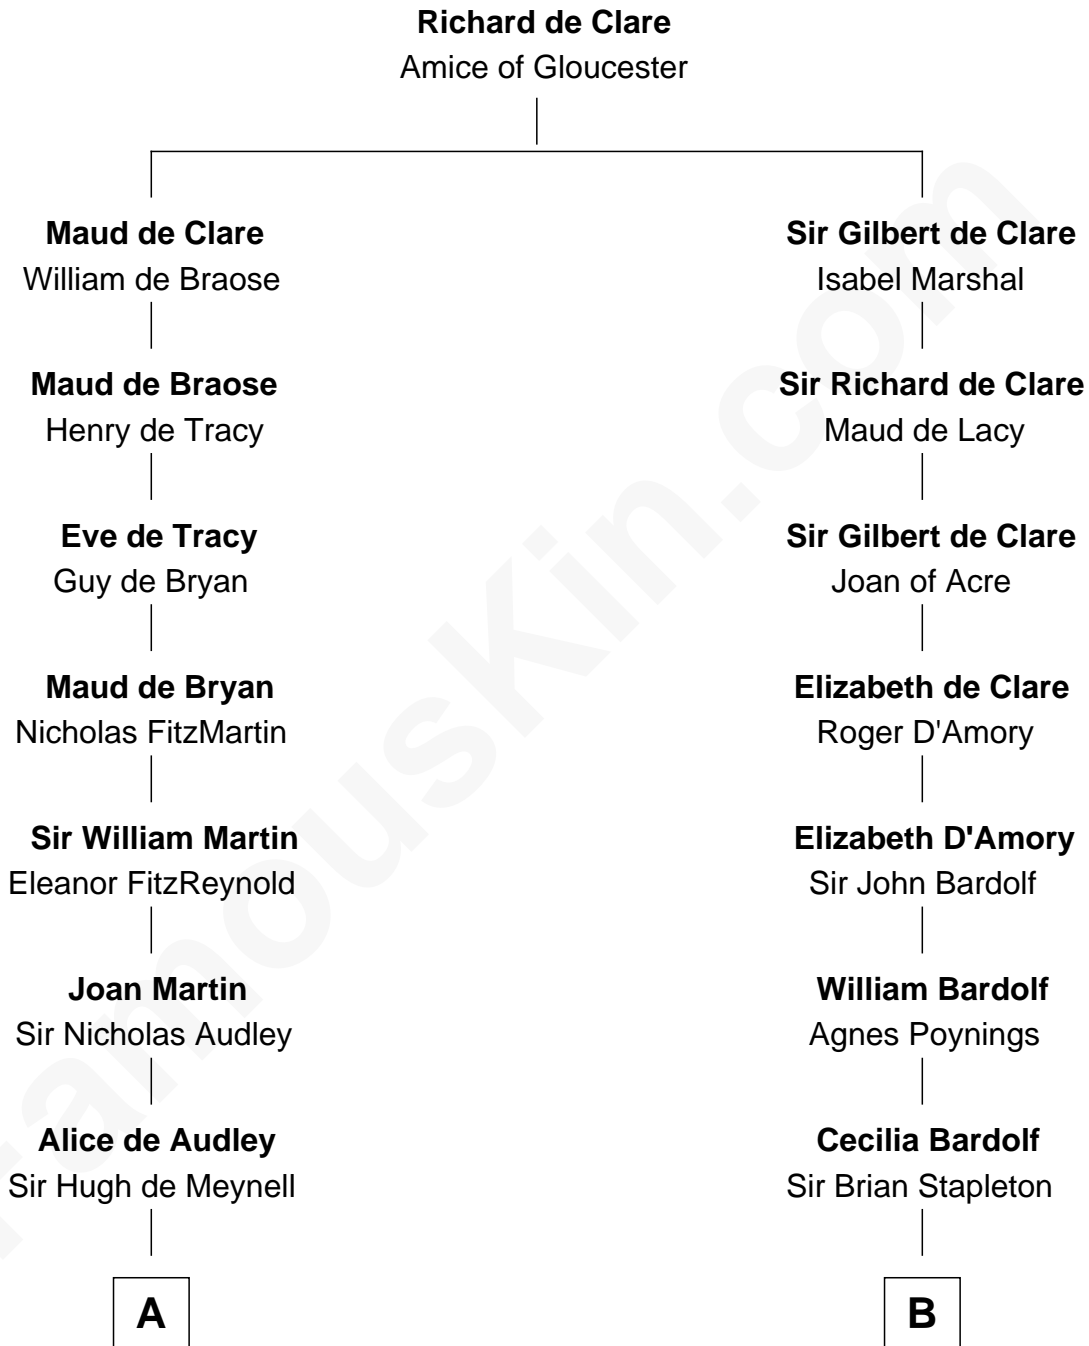 Richard de Clare
Amice of Gloucester
Maud de Clare
William de Braose
Maud de Braose
Henry de Tracy
Eve de Tracy
Guy de Bryan
Maud de Bryan
Nicholas FitzMartin
Sir William Martin
Eleanor FitzReynold
Joan Martin
Sir Nicholas Audley
Alice de Audley
Sir Hugh de Meynell
A
Sir Gilbert de Clare
Isabel Marshal
Sir Richard de Clare
Maud de Lacy
Sir Gilbert de Clare
Joan of Acre
Elizabeth de Clare
Roger D'Amory
Elizabeth D'Amory
Sir John Bardolf
William Bardolf
Agnes Poynings
Cecilia Bardolf
Sir Brian Stapleton
B
FamousKin.com